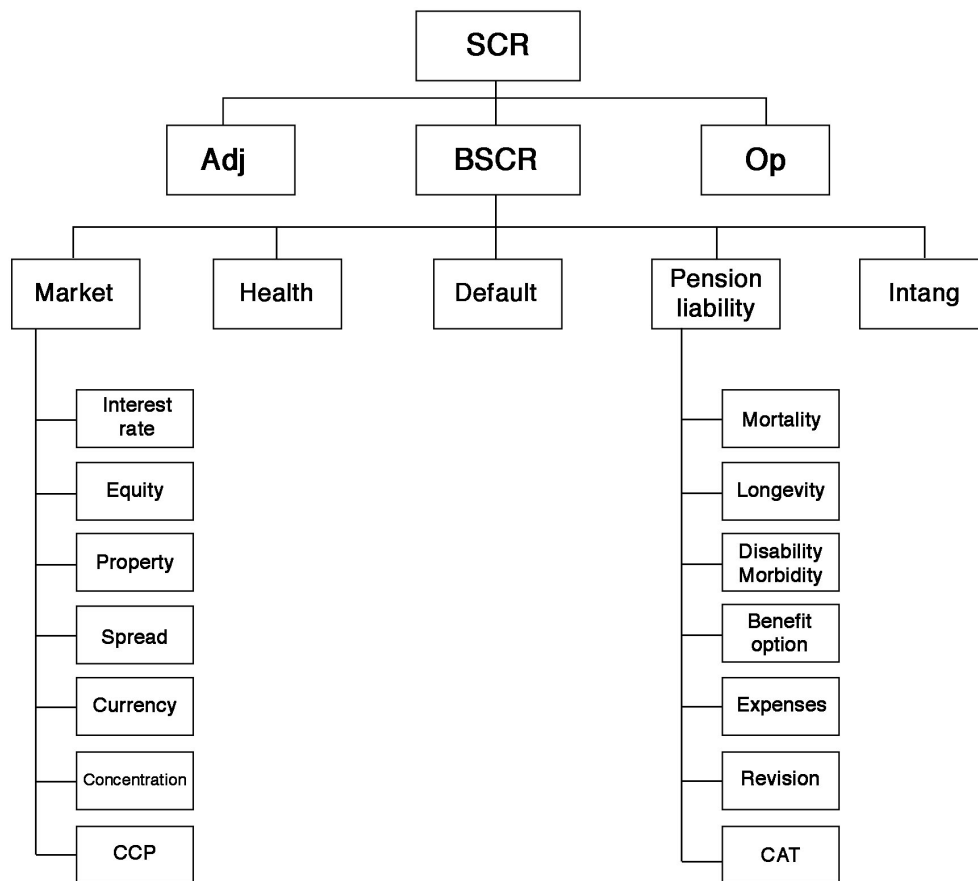 SCR
Adj
BSCR
Op
Market
Health
Default
Pension
liability
Intang
Interest
rate
Equity
Property
Spread
Currency
Concentration
CCP
Mortality
Longevity
Disability
Morbidity
Benefit
option
Expenses
Revision
CAT